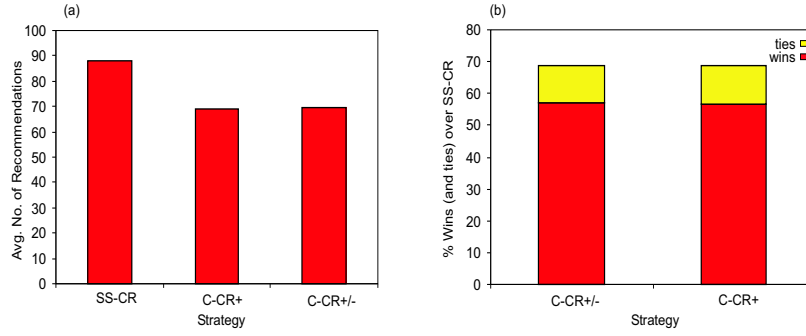 (a)
100
90
80
70
60
50
40
30
20
10
0
Avg. No. of Recommendations
SS-CR
C-CR+
C-CR+/-
Strategy
(b)
80
70
60
50
40
30
20
10
0
% Wins (and ties) over SS-CR
ties
wins
C-CR+/-
C-CR+
Strategy